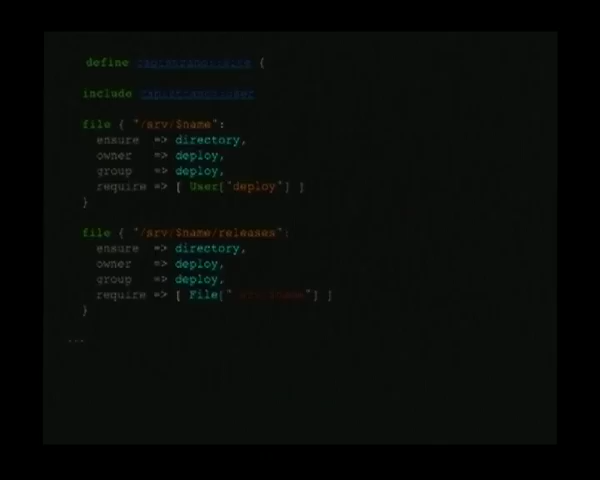 define {
include
file { "/srv/$name":
ensure => directory,
owner => deploy,
group => deploy,
require => [ User["deploy"] ]
}
file { "/srv/$name/releases":
ensure => directory,
owner => deploy,
group => deploy,
require => [ File[" "] ]
}
...